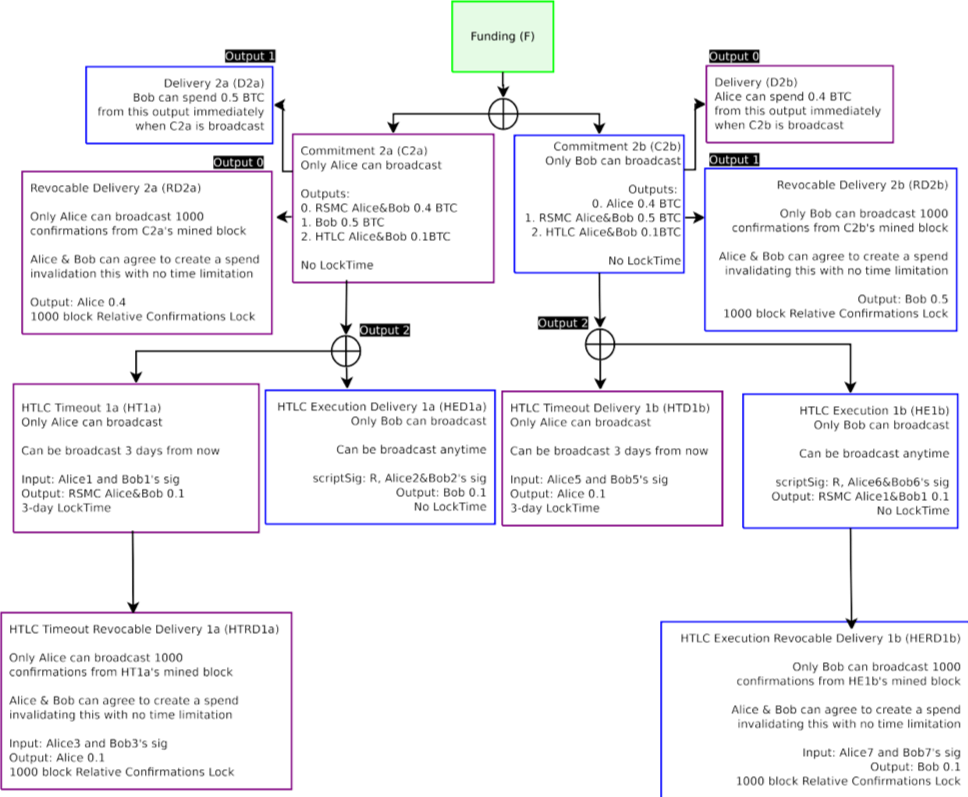 Funding (F)
Output 1
Delivery 2a (D2a)
Bob can spend 0.5 BTC
from this output immediately
when C2a is broadcast
Output 0
Delivery (D2b)
Alice can spend 0.4 BTC
from this output immediately
when C2b is broadcast
Commitment 2a (C2a)
Only Alice can broadcast
Outputs:
0. RSMC Alice&Bob 0.4 BTC
1. Bob 0.5 BTC
2. HTLC Alice&Bob 0.1BTC
No LockTime
Commitment 2b (C2b)
Only Bob can broadcast
Outputs:
0. Alice 0.4 BTC
1. RSMC Alice&Bob 0.5 BTC
2. HTLC Alice&Bob 0.1BTC
No LockTime
Output 0
Revocable Delivery 2a (RD2a)
Only Alice can broadcast 1000
confirmations from C2a's mined block
Alice & Bob can agree to create a spend
invalidation this with no time limitation
Output: Alice 0.4
1000 block Relative Confirmations Lock
Output 1
Revocable Delivery 2b (RD2b)
Only Bob can broadcast 1000
confirmations from C2b's mined block
Alice & Bob can agree to create a spend
invalidating this with no time limitation
Output: Bob 0.5
1000 block Relative Confirmations Lock
Output 2
Output 2
HTLC Timeout 1a (HT1a)
Only Alice can broadcast
Can be broadcast 3 days from now
Input: Alice1 and Bob1's sig
Output: RSMC Alice&Bob 0.1
3-day LockTime
HTLC Execution Delivery 1a (HED1a)
Only Bob can broadcast
Can be broadcast anytime
scriptSig: R, Alice2&Bob2's sig
Output: Bob 0.1
No LockTime
HTLC Timeout Delivery 1b (HTD1b)
Only Alice can broadcast
Can be broadcast 3 days from now
Input: Alice5 and Bob5's sig
Output: Alice 0.1
3-day LockTime
HTLC Execution 1b (HE1b)
Only Bob can broadcast
Can be broadcast anytime
scriptSig: R, Alice6&Bob6's sig
Output: RSMC Alice1&Bob1 0.1
No LockTime
HTLC Timeout Revocable Delivery 1a (HTRD1a)
Only Alice can broadcast 1000
confirmations from HT1a's mined block
Alice & Bob can agree to create a spend
invalidating this with no time limitation
Input: Alice3 and Bob3's sig
Output: Alice 0.1
1000 block Relative Confirmations Lock
HTLC Execution Revocable Delivery 1b (HERD1b)
Only Bob can broadcast 1000
confirmations from HE1b's mined block
Alice & Bob can agree to create a spend
invalidating this with no time limitation
Input: Alice7 and Bob7's sig
Output: Bob 0.1
1000 block Relative Confirmations Lock